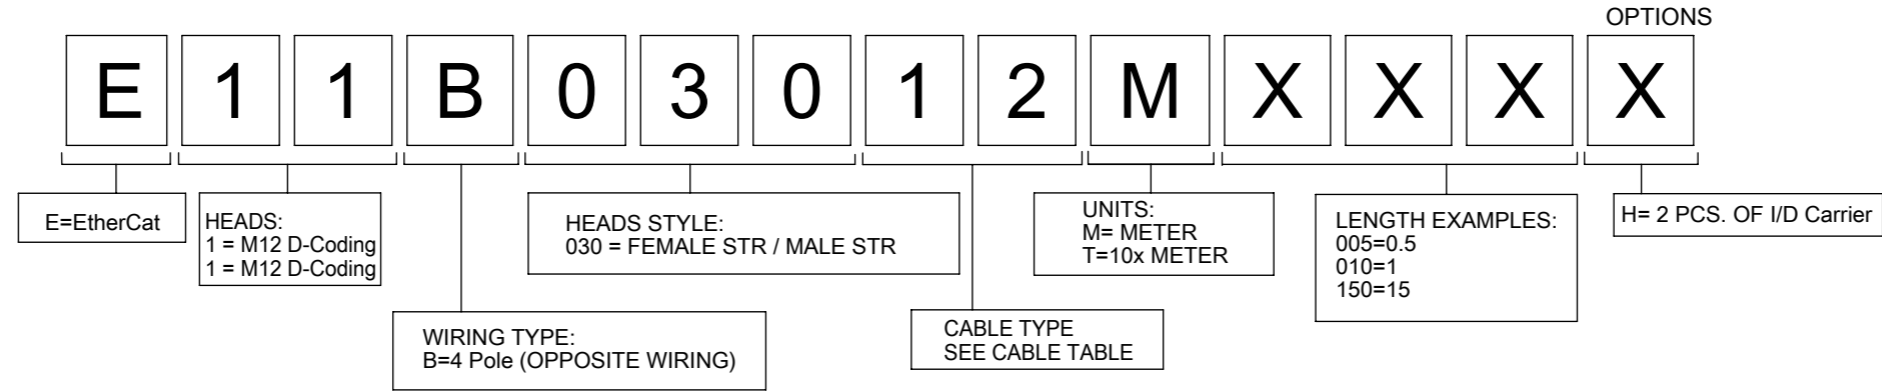 OPTIONS
E 1 1 B 0 3 0 1 2 M X X X X
E=EtherCat
HEADS:
1 = M12 D-Coding
1 = M12 D-Coding
WIRING TYPE:
B=4 Pole (OPPOSITE WIRING)
HEADS STYLE:
030 = FEMALE STR / MALE STR
CABLE TYPE
SEE CABLE TABLE
UNITS:
M= METER
T=10x METER
LENGTH EXAMPLES:
005=0.5
010=1
150=15
H= 2 PCS. OF I/D Carrier